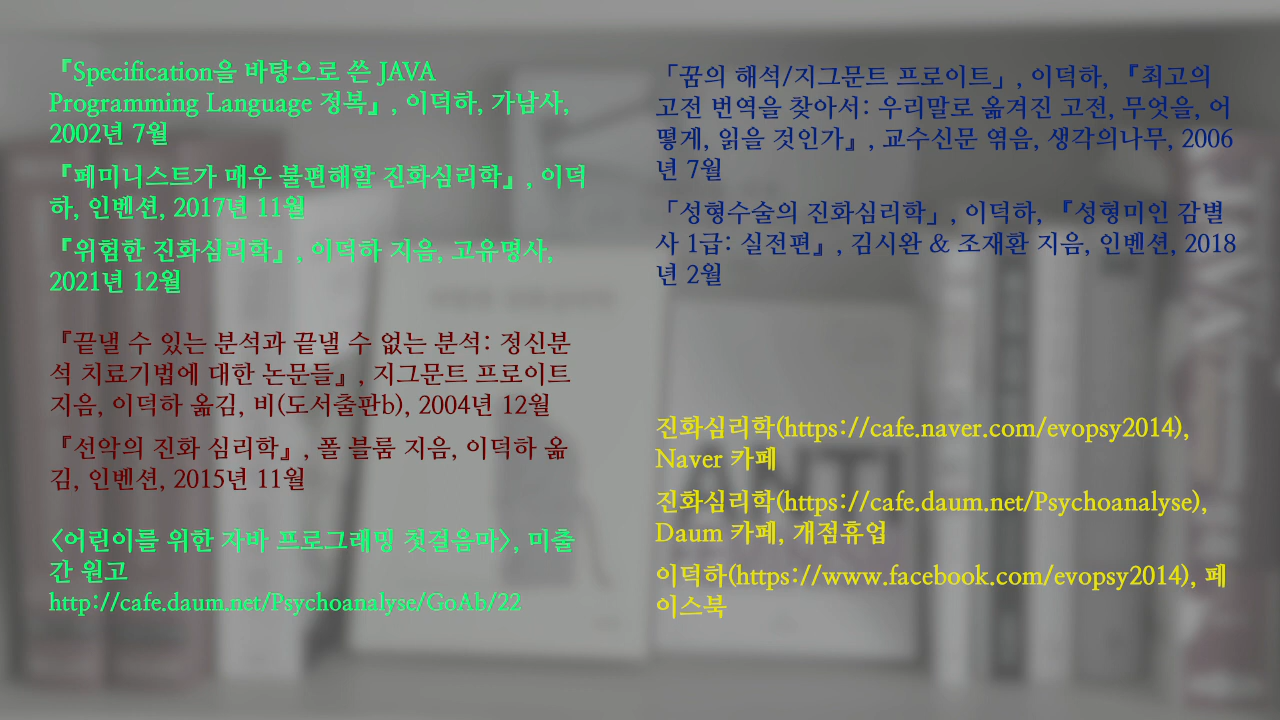 『Specification을 바탕으로 쓴 JAVA
Programming Language 정복』, 이덕하, 가남사,
2002년 7월
『페미니스트가 매우 불편해할 진화심리학』, 이덕
하, 인벤션, 2017년 11월
『위험한 진화심리학』, 이덕하 지음, 고유명사,
2021년 12월
『끝낼 수 있는 분석과 끝낼 수 없는 분석: 정신분
석 치료기법에 대한 논문들』, 지그문트 프로이트
지음, 이덕하 옮김, 비(도서출판b), 2004년 12월
『선악의 진화 심리학』, 폴 블룸 지음, 이덕하 옮
김, 인벤션, 2015년 11월
<어린이를 위한 자바 프로그래밍 첫걸음마>, 미출
간 원고
http://cafe.daum.net/Psychoanalyse/GoAb/22
「꿈의 해석/지그문트 프로이트」, 이덕하, 『최고의
고전 번역을 찾아서: 우리말로 옮겨진 고전, 무엇을, 어
떻게, 읽을 것인가』, 교수신문 엮음, 생각의나무, 2006
년 7월
「성형수술의 진화심리학」, 이덕하, 『성형미인 감별
사 1급: 실전편』, 김시완 & 조재환 지음, 인벤션, 2018
년 2월
진화심리학(https://cafe.naver.com/evopsy2014),
Naver 카페
진화심리학(https://cafe.daum.net/Psychoanalyse),
Daum 카페, 개점휴업
이덕하(https://www.facebook.com/evopsy2014), 페
이스북